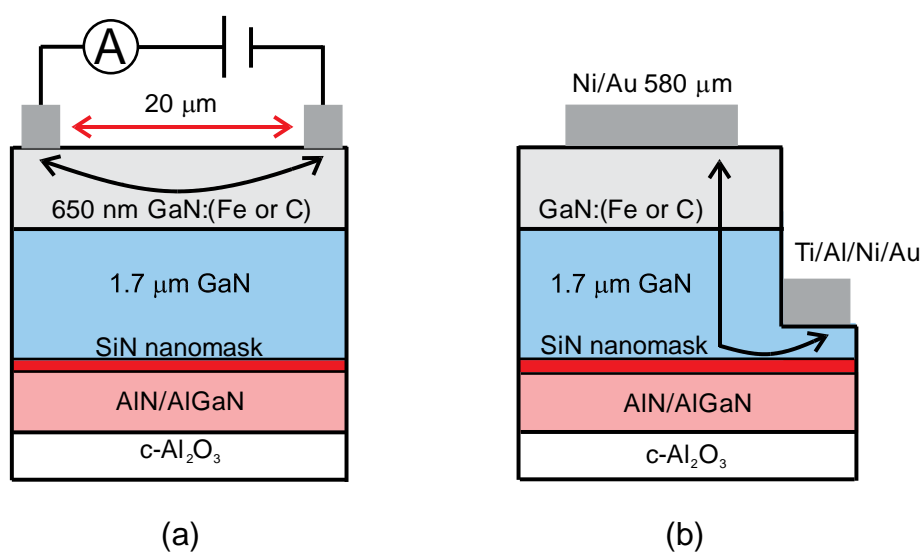 A
20 μm
650 nm GaN:(Fe or C)
1.7 μm GaN
SiN nanomask
AlN/AlGaN
c-Al₂O₃
(a)
Ni/Au 580 μm
GaN:(Fe or C)
Ti/Al/Ni/Au
1.7 μm GaN
SiN nanomask
AlN/AlGaN
c-Al₂O₃
(b)